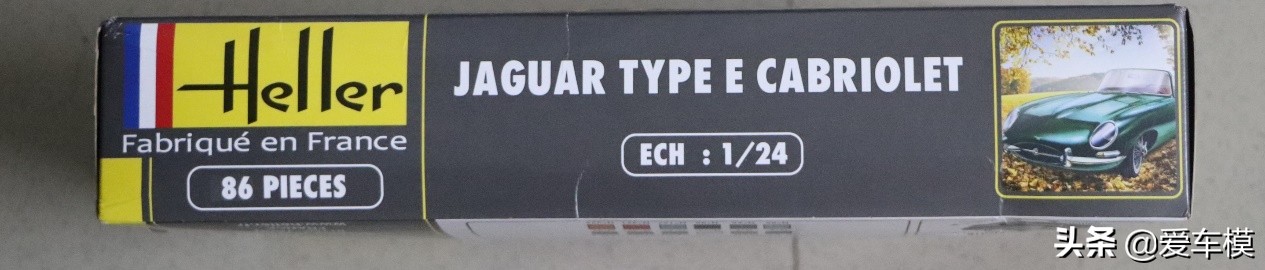 Heller
Fabriqué en France
86 PIECES
JAGUAR TYPE E CABRIOLET
ECH : 1/24
头条 @爱车模